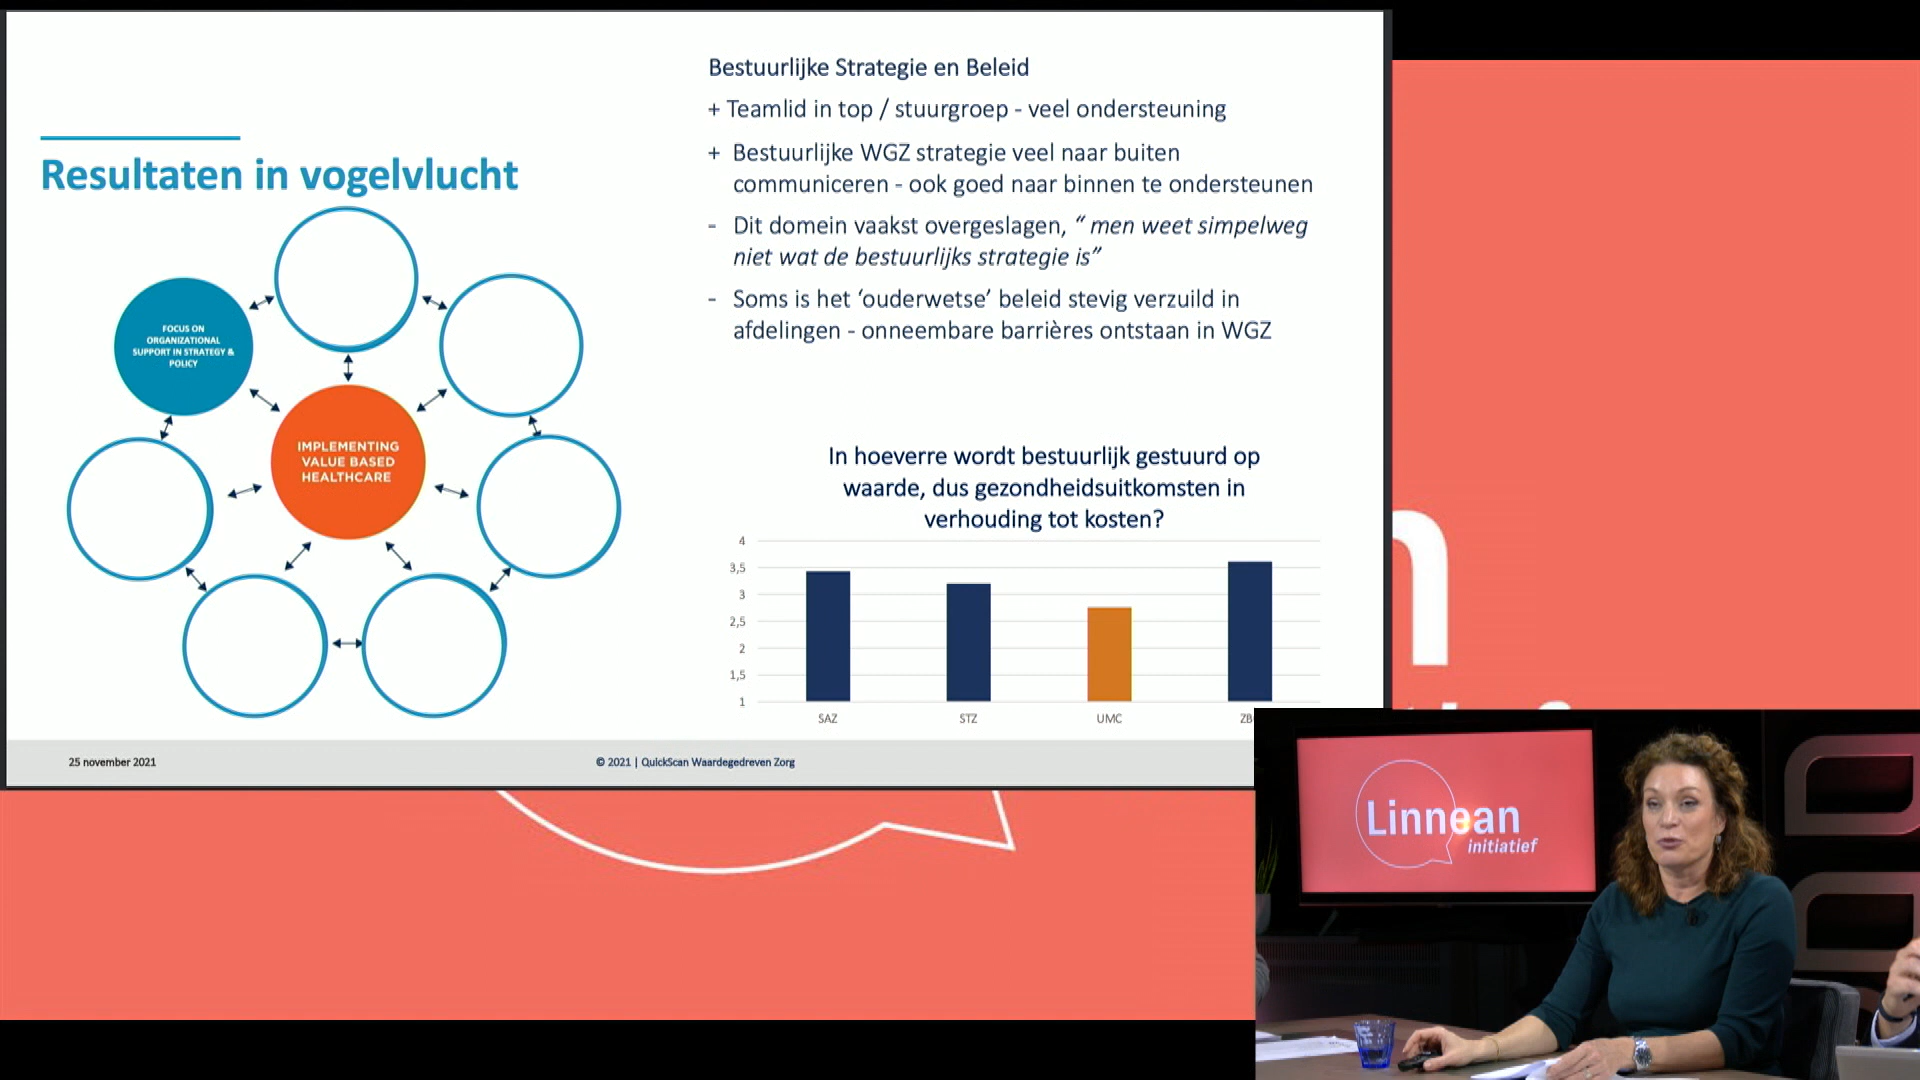 Resultaten in vogelvlucht
FOCUS ON
ORGANIZATIONAL
SUPPORT IN STRATEGY &
POLICY
IMPLEMENTING
VALUE BASED
HEALTHCARE
Bestuurlijke Strategie en Beleid
+ Teamlid in top / stuurgroep - veel ondersteuning
+ Bestuurlijke WGZ strategie veel naar buiten
communiceren - ook goed naar binnen te ondersteunen
- Dit domein vaakst overgeslagen, “ men weet simpelweg
niet wat de bestuurlijks strategie is”
- Soms is het ‘ouderwetse’ beleid stevig verzuild in
afdelingen - onneembare barrières ontstaan in WGZ
In hoeverre wordt bestuurlijk gestuurd op
waarde, dus gezondheidsuitkomsten in
verhouding tot kosten?
4
3,5
3
2,5
2
1,5
1
SAZ STZ UMC
25 november 2021
© 2021 | QuickScan Waardegedreven Zorg
Linnean
initiatief